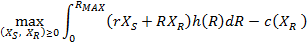 max_{(X_S, X_R)≥0} ∫_0^{R_{MAX}} (rX_S + RX_R)h(R)dR − c(X_R )